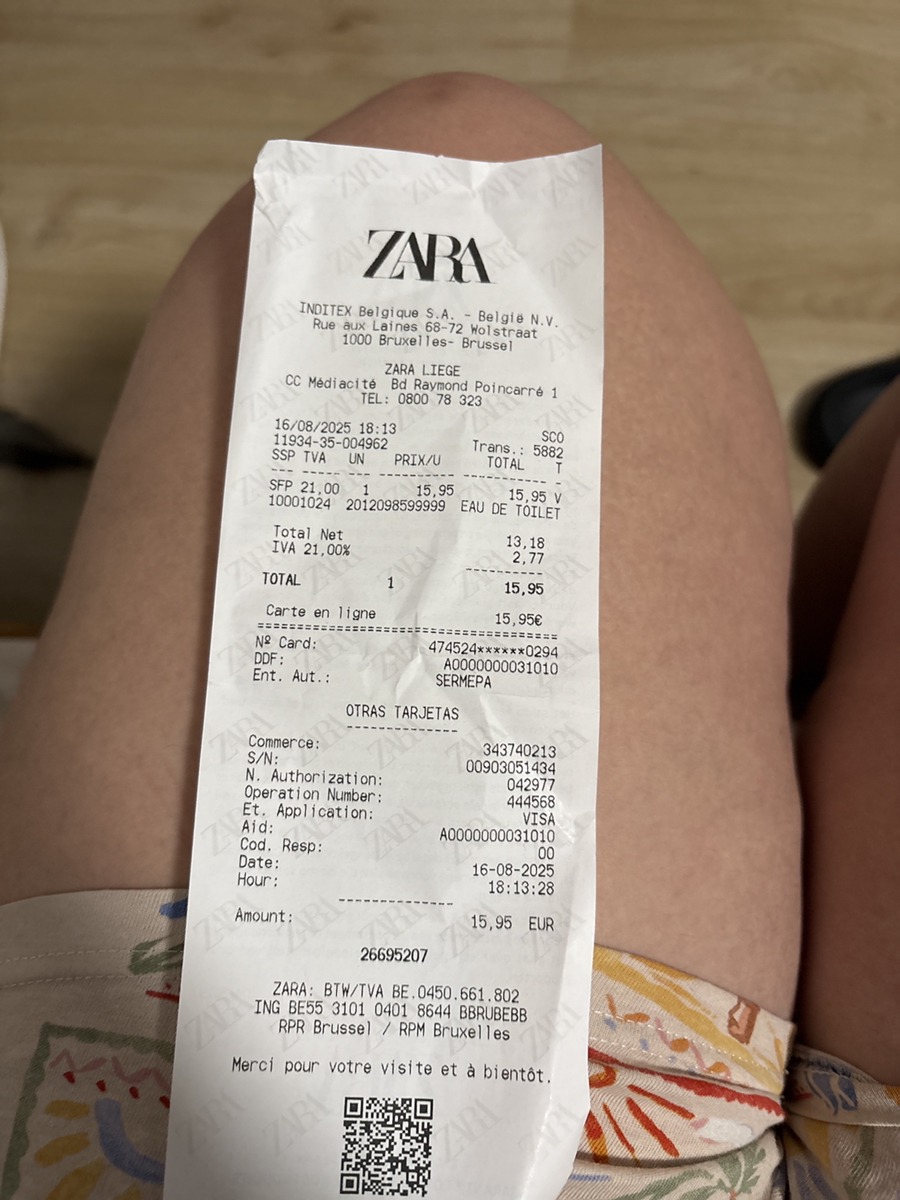 ZARA
INDITEX Belgique S.A. - België N.V.
Rue aux Laines 68-72 Wolstraat
1000 Bruxelles- Brussel
ZARA LIEGE
CC Médiacité Bd Raymond Poincarré 1
TEL: 0800 78 323
16/08/2025 18:13 SCO
11934-35-004962 Trans.: 5882
SSP TVA UN PRIX/U TOTAL T
SFP 21,00 1 15,95 15,95 V
10001024 2012098599999 EAU DE TOILET
Total Net 13,18
IVA 21,00% 2,77
TOTAL 1 15,95
Carte en ligne 15,95€
Nº Card: 474524******0294
DDF: A0000000031010
Ent. Aut.: SERMEPA
OTRAS TARJETAS
Commerce: 343740213
S/N: 00903051434
N. Authorization: 042977
Operation Number: 444568
Et. Application: VISA
Aid: A0000000031010
Cod. Resp: 00
Date: 16-08-2025
Hour: 18:13:28
Amount: 15,95 EUR
26695207
ZARA: BTW/TVA BE.0450.661.802
ING BE55 3101 0401 8644 BBRUBEBB
RPR Brussel / RPM Bruxelles
Merci pour votre visite et à bientôt.